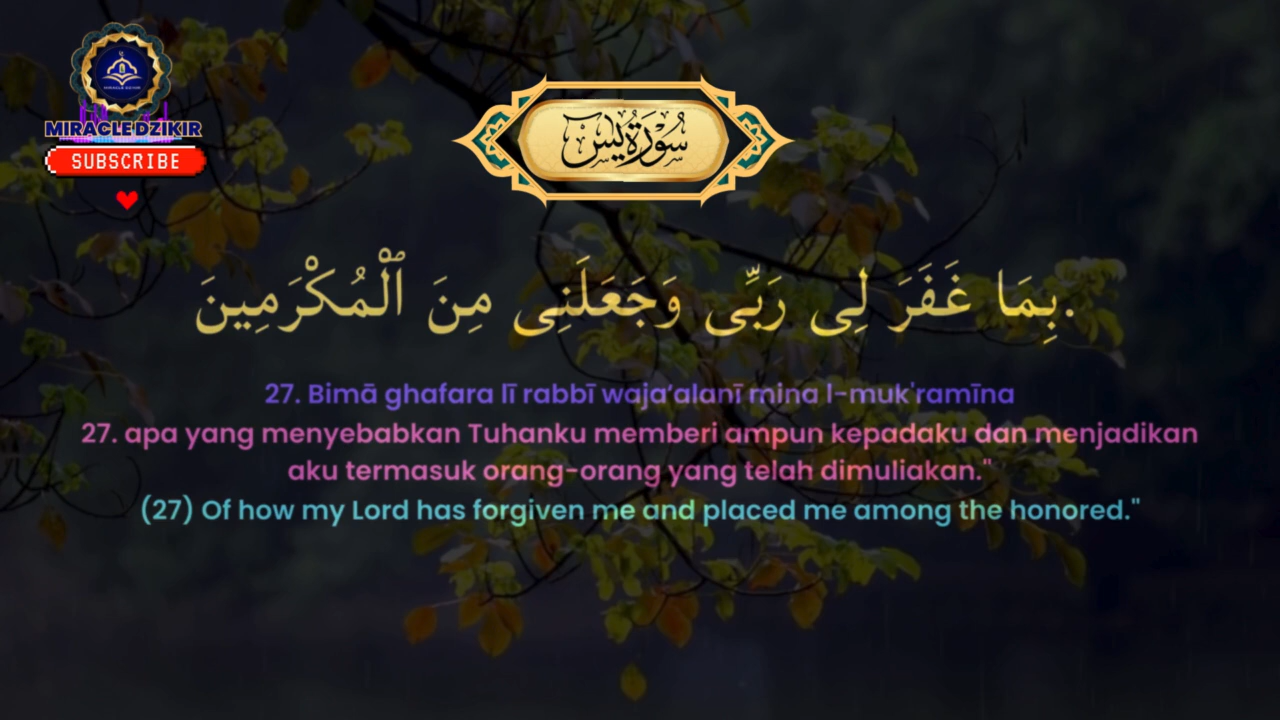 MIRACLE DZIKIR
SUBSCRIBE
سُورَةُ يس
بِمَا غَفَرَ لِى رَبِّى وَجَعَلَنِى مِنَ ٱلْمُكْرَمِينَ.
27. Bimā ghafara lī rabbī waja’alanī mina l-muk'ramīna
27. apa yang menyebabkan Tuhanku memberi ampun kepadaku dan menjadikan
aku termasuk orang-orang yang telah dimuliakan."
(27) Of how my Lord has forgiven me and placed me among the honored."